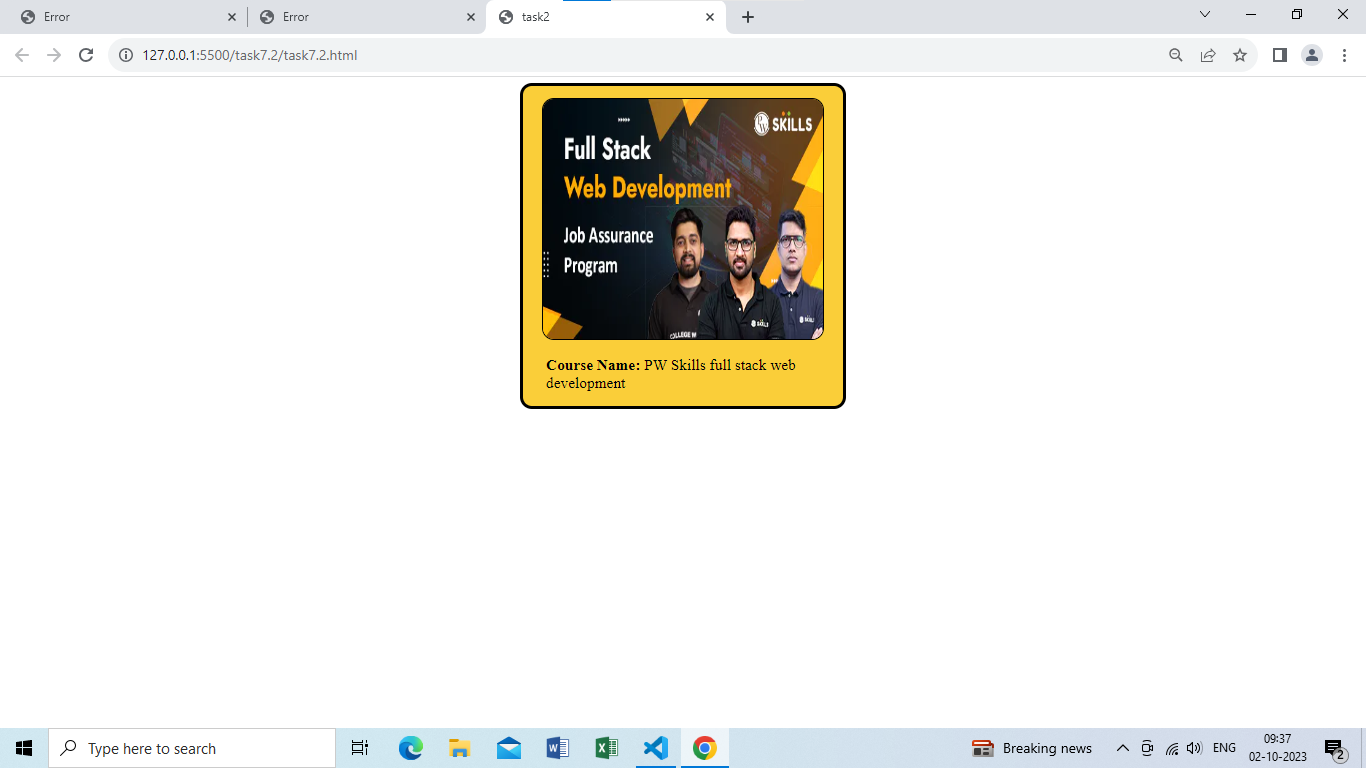 Error
Error
task2
127.0.0.1:5500/task7.2/task7.2.html
SKILLS
Full Stack
Web Development
Job Assurance
Program
COLLEGE W
SKILLS
Course Name: PW Skills full stack web
development
Type here to search
Breaking news
ENG
09:37
02-10-2023
2